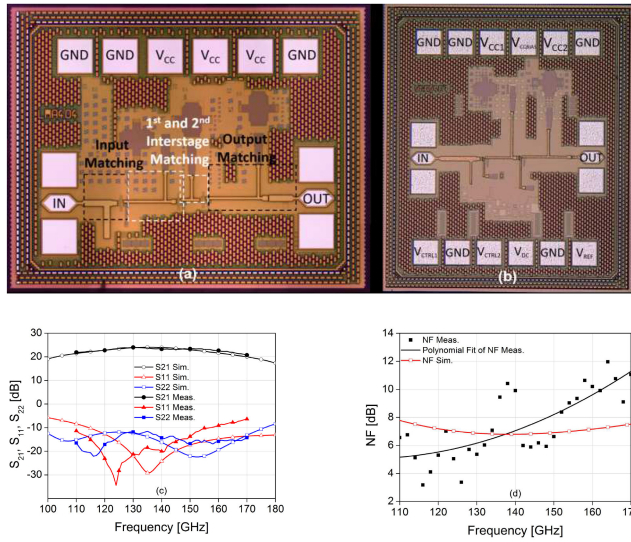 GND GND VCC VCC VCC GND
1st and 2nd
Input Interstage Output
Matching Matching Matching
IN OUT
(a)
GND GND VCC1 VCC2 GND
IN OUT
VCTRL1 GND VCTRL2 VDC GND VREF
(b)
S21, S11, S22 [dB]
30
20
10
0
-10
-20
-30
S21 Sim.
S11 Sim.
S22 Sim.
S21 Meas.
S11 Meas.
S22 Meas.
(c)
100 110 120 130 140 150 160 170 180
Frequency [GHz]
NF [dB]
14
12
10
8
6
4
2
NF Meas.
Polynomial Fit of NF Meas.
NF Sim.
(d)
110 120 130 140 150 160 170
Frequency [GHz]